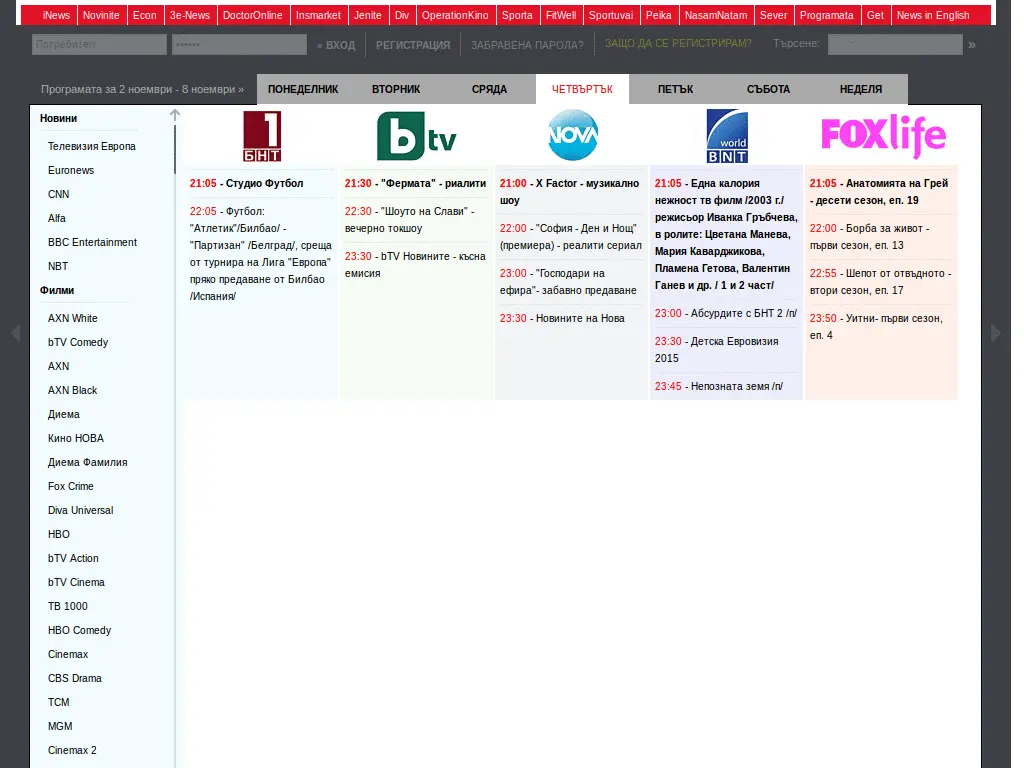 iNews Novinite Econ 3e-News DoctorOnline Insmarket Jenite Div OperationKino Sporta FitWell Sportuvai Peika NasamNatam Sever Programata Get News in English
Потребител •••••• » ВХОД РЕГИСТРАЦИЯ ЗАБРАВЕНА ПАРОЛА? ЗАЩО ДА СЕ РЕГИСТРИРАМ? Търсене: »
Програмата за 2 ноември - 8 ноември » ПОНЕДЕЛНИК ВТОРНИК СРЯДА ЧЕТВЪРТЪК ПЕТЪК СЪБОТА НЕДЕЛЯ
Новини
Телевизия Европа
Euronews
CNN
Alfa
BBC Entertainment
NBT
Филми
AXN White
bTV Comedy
AXN
AXN Black
Диема
Кино НОВА
Диема Фамилия
Fox Crime
Diva Universal
HBO
bTV Action
bTV Cinema
ТВ 1000
HBO Comedy
Cinemax
CBS Drama
TCM
MGM
Cinemax 2
1
БНТ
21:05 - Студио Футбол
22:05 - Футбол:
"Атлетик"/Билбао/ -
"Партизан" /Белград/, среща
от турнира на Лига "Европа"
пряко предаване от Билбао
/Испания/
b tv
21:30 - "Фермата" - риалити
22:30 - "Шоуто на Слави" -
вечерно токшоу
23:30 - bTV Новините - късна
емисия
NOVA
21:00 - X Factor - музикално
шоу
22:00 - "София - Ден и Нощ"
(премиера) - реалити сериал
23:00 - "Господари на
ефира"- забавно предаване
23:30 - Новините на Нова
world
BNT
21:05 - Една калория
нежност тв филм /2003 г./
режисьор Иванка Гръбчева,
в ролите: Цветана Манева,
Мария Каварджикова,
Пламена Гетова, Валентин
Ганев и др. / 1 и 2 част/
23:00 - Абсурдите с БНТ 2 /п/
23:30 - Детска Евровизия
2015
23:45 - Непозната земя /п/
FOXlife
21:05 - Анатомията на Грей
- десети сезон, еп. 19
22:00 - Борба за живот -
първи сезон, еп. 13
22:55 - Шепот от отвъдното -
втори сезон, еп. 17
23:50 - Уитни- първи сезон,
еп. 4